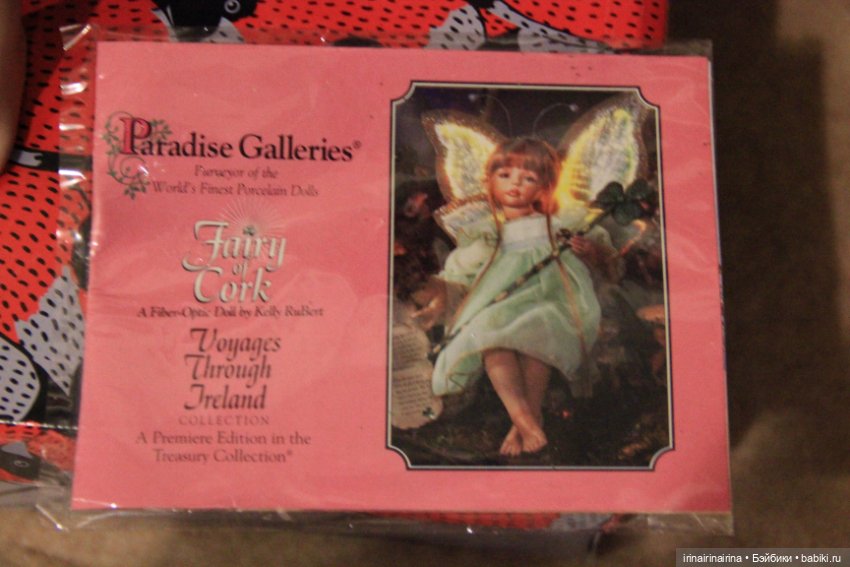 Paradise Galleries®
Purveyor of the
World's Finest Porcelain Dolls
Fairy
of
Cork
A Fiber-Optic Doll by Kelly RuBert
Voyages
Through
Ireland
COLLECTION
A Premiere Edition in the
Treasury Collection®
irinairinairina • Бэйбики • babiki.ru